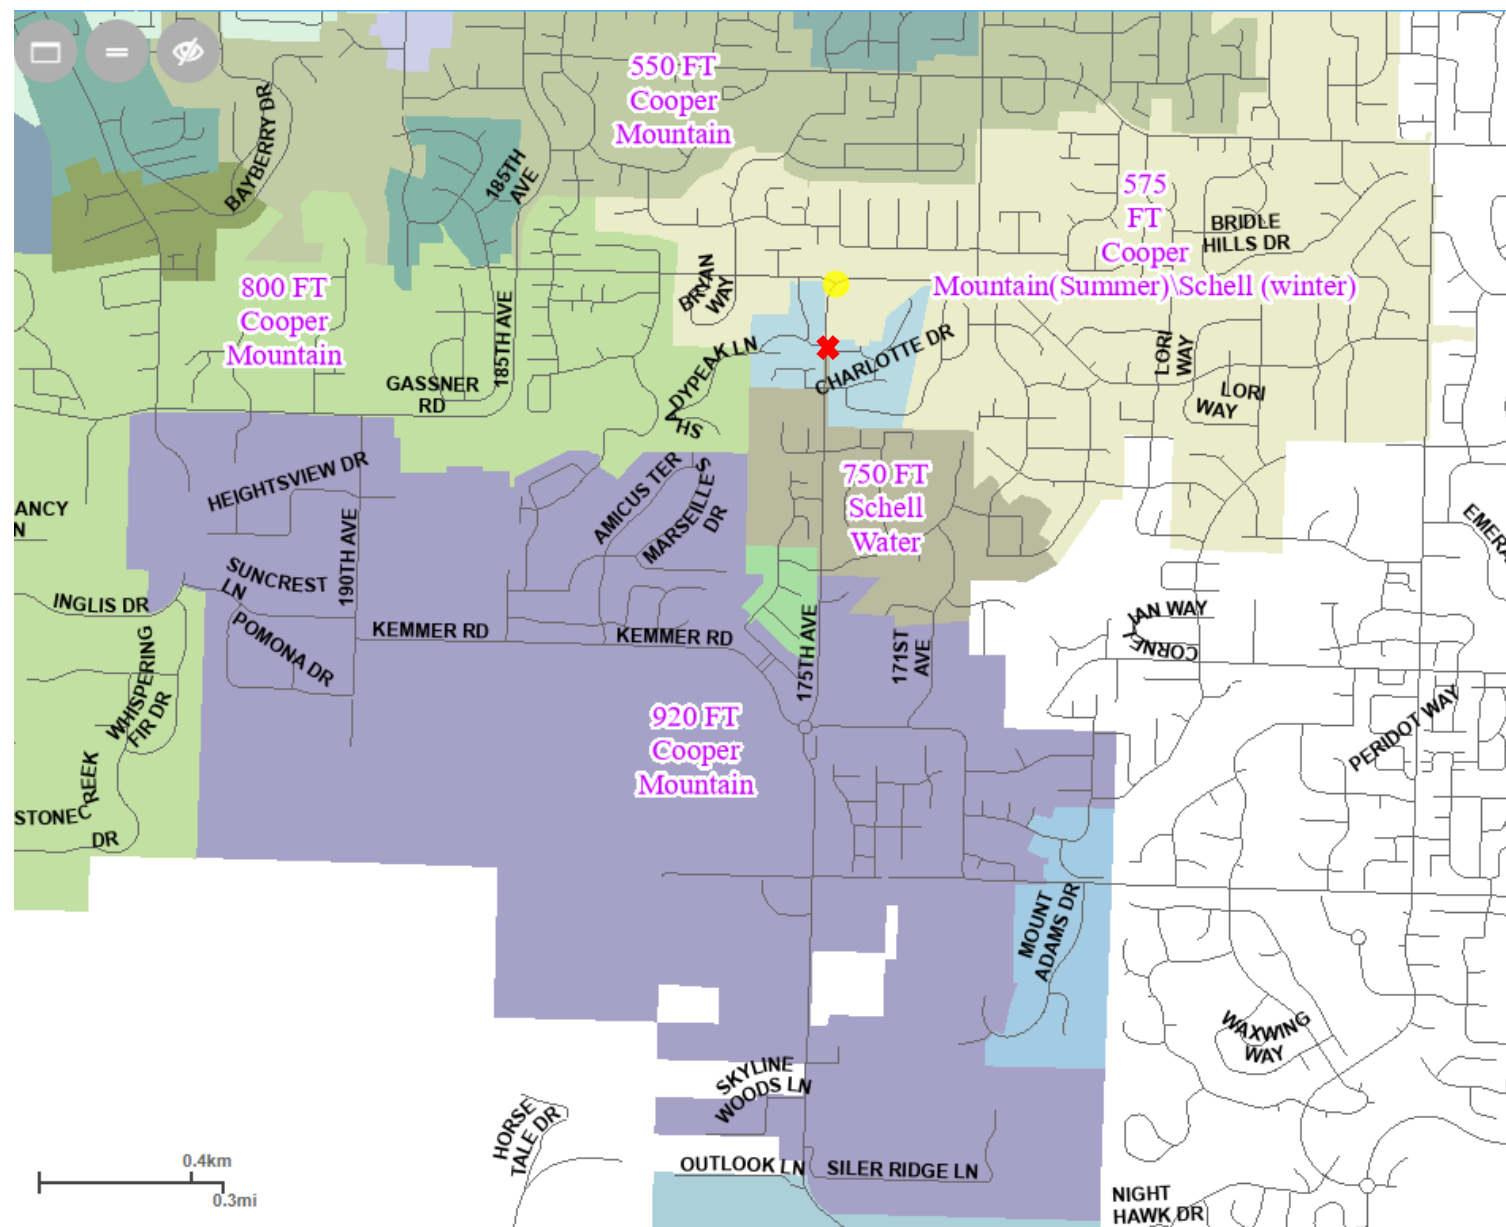 550 FT
Cooper
Mountain
BAYBERRY DR
185TH
AVE
575
FT
Cooper
Mountain(Summer)\Schell (winter)
BRIDLE
HILLS DR
800 FT
Cooper
Mountain
BRYAN
WAY
185TH AVE
GASSNER
RD
SHADYPEAK LN
CHARLOTTE DR
LORI
WAY
LORI
WAY
HEIGHTSVIEW DR
AMICUS TER
MARSEILLES
DR
750 FT
Schell
Water
ANCY
N
190TH AVE
EMERA
SUNCREST
LN
INGLIS DR
POMONA DR
KEMMER RD
KEMMER RD
175TH AVE
171ST
AVE
IAN WAY
CORNEL
WHISPERING
FIR DR
920 FT
Cooper
Mountain
PERIDOT WAY
STONECREEK
DR
MOUNT
ADAMS DR
WAXWING
WAY
SKYLINE
WOODS LN
HORSE
TALE DR
OUTLOOK LN
SILER RIDGE LN
NIGHT
HAWK DR
0.4km
0.3mi